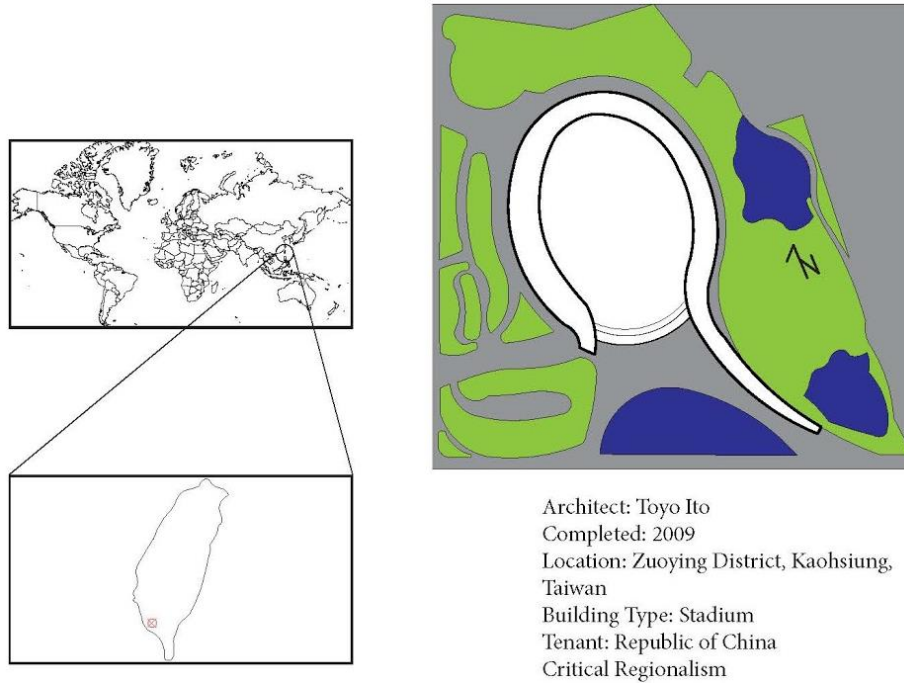 N
Architect: Toyo Ito
Completed: 2009
Location: Zuoying District, Kaohsiung,
Taiwan
Building Type: Stadium
Tenant: Republic of China
Critical Regionalism